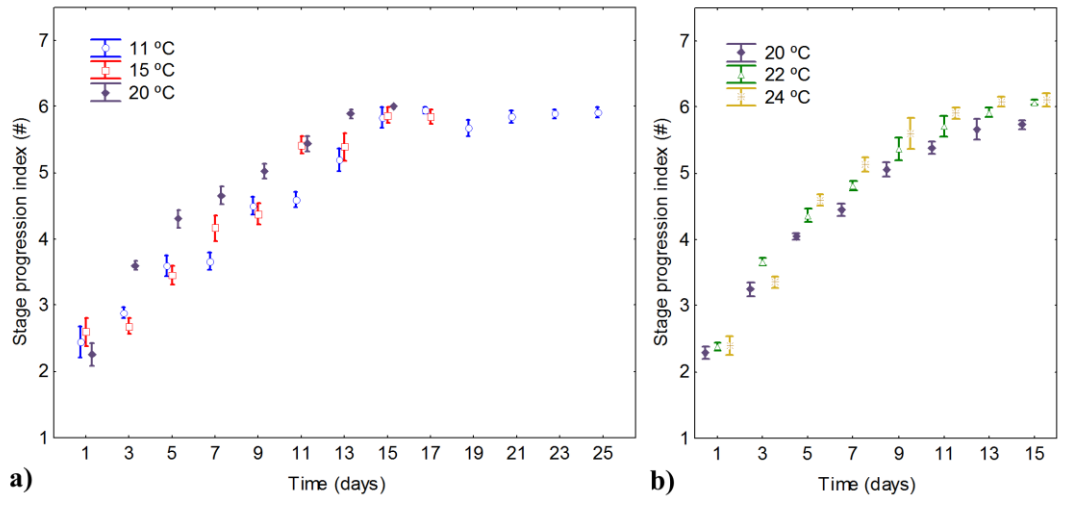 7
6
5
4
3
2
1
Stage progression index (#)
11 ºC
15 ºC
20 ºC
1 3 5 7 9 11 13 15 17 19 21 23 25
Time (days)
a)
7
6
5
4
3
2
1
Stage progression index (#)
20 ºC
22 ºC
24 ºC
1 3 5 7 9 11 13 15
Time (days)
b)